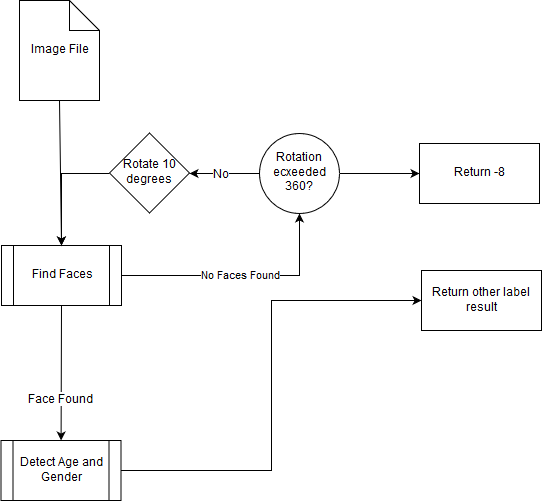 Image File
Rotate 10
degrees
No
Rotation
ecxeeded
360?
Return -8
Find Faces
No Faces Found
Return other label
result
Face Found
Detect Age and
Gender